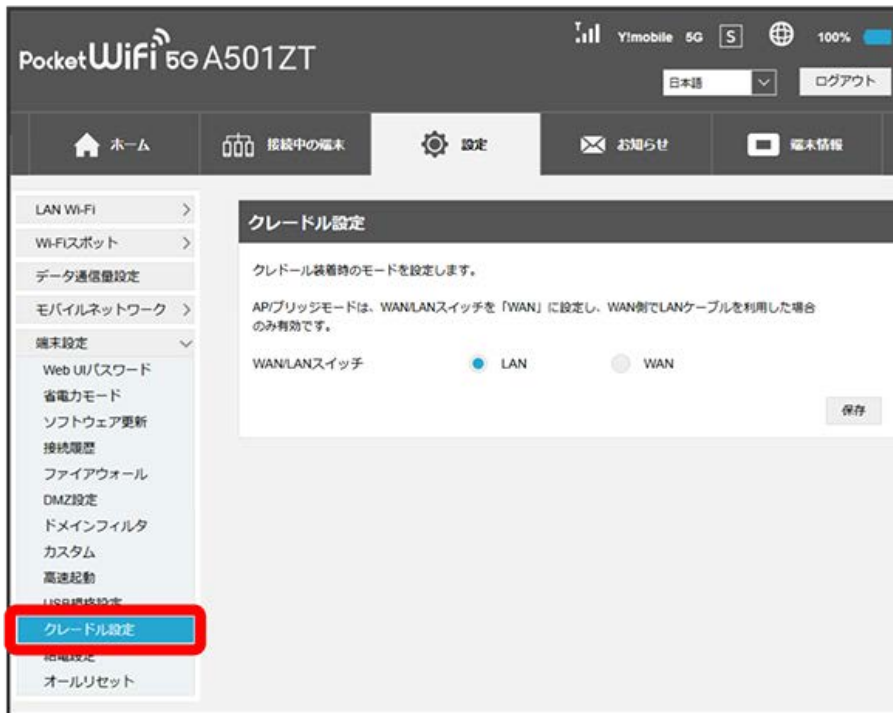 Pocket WiFi 5G A501ZT
Y!mobile 5G S 100%
日本語 ログアウト
ホーム 接続中の端末 設定 お知らせ 端末情報
LAN Wi-Fi
Wi-Fiスポット
データ通信量設定
モバイルネットワーク
端末設定
Web UIパスワード
省電力モード
ソフトウェア更新
接続履歴
ファイアウォール
DMZ設定
ドメインフィルタ
カスタム
高速起動
USB規格設定
クレードル設定
給電設定
オールリセット
クレードル設定
クレドール装着時のモードを設定します。
AP/ブリッジモードは、WAN/LANスイッチを「WAN」に設定し、WAN側でLANケーブルを利用した場合
のみ有効です。
WAN/LANスイッチ LAN WAN
保存